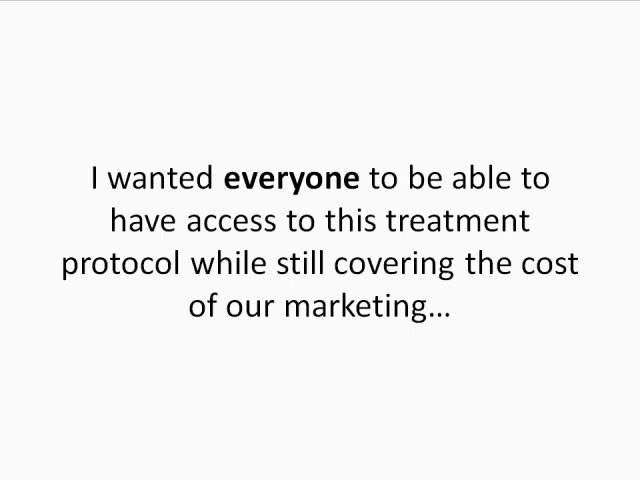 I wanted everyone to be able to
have access to this treatment
protocol while still covering the cost
of our marketing...